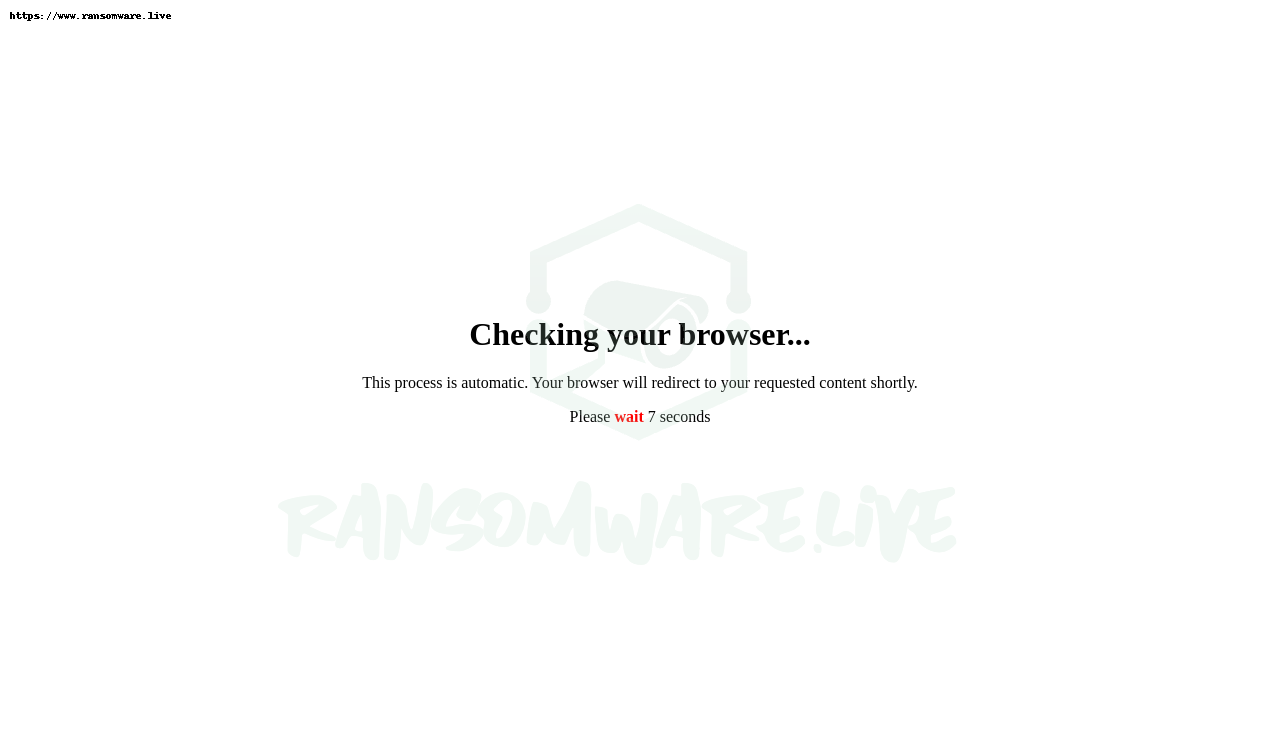 https://www.ransomware.live
Checking your browser...
This process is automatic. Your browser will redirect to your requested content shortly.
Please wait 7 seconds
RANSOMWARE.LiVE